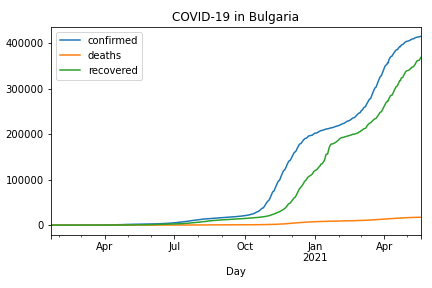 COVID-19 in Bulgaria
confirmed
deaths
recovered
400000
300000
200000
100000
0
Apr Jul Oct Jan Apr
2021
Day